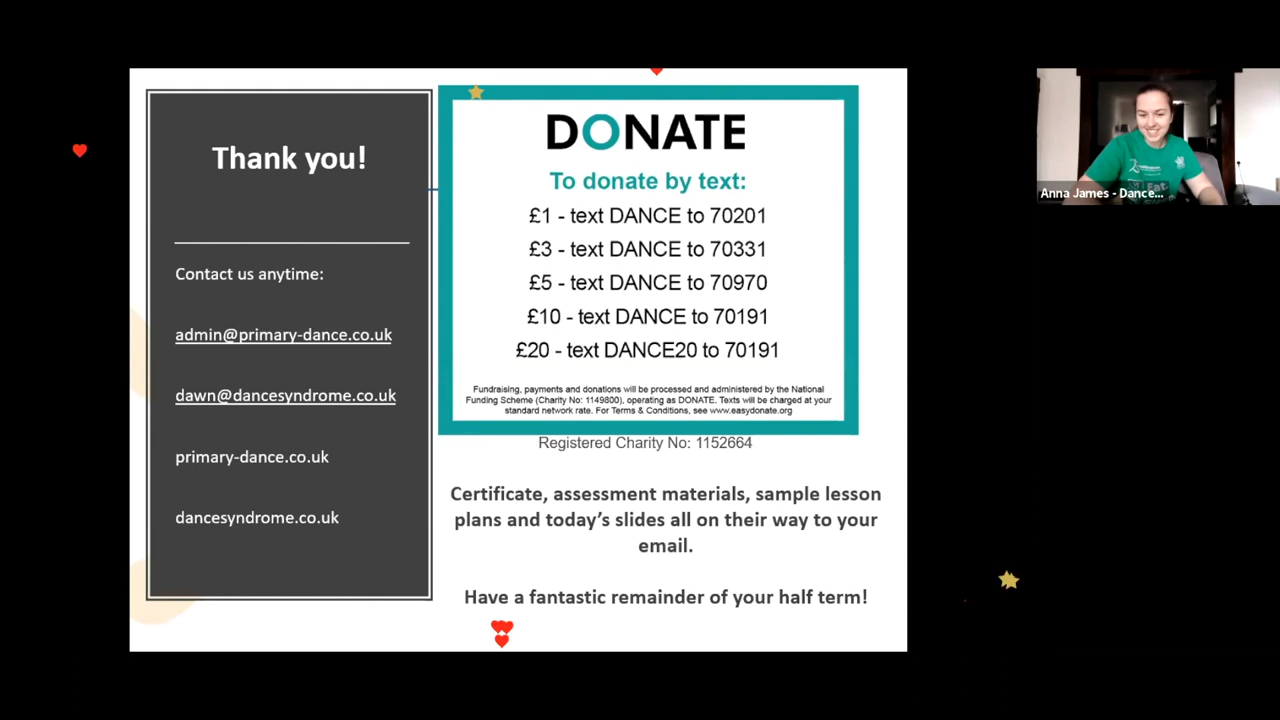 Thank you!
Contact us anytime:
admin@primary-dance.co.uk
dawn@dancesyndrome.co.uk
primary-dance.co.uk
dancesyndrome.co.uk
DONATE
To donate by text:
£1 - text DANCE to 70201
£3 - text DANCE to 70331
£5 - text DANCE to 70970
£10 - text DANCE to 70191
£20 - text DANCE20 to 70191
Fundraising, payments and donations will be processed and administered by the National
Funding Scheme (Charity No: 1149800), operating as DONATE. Texts will be charged at your
standard network rate. For Terms & Conditions, see www.easydonate.org
Registered Charity No: 1152664
Certificate, assessment materials, sample lesson
plans and today's slides all on their way to your
email.
Have a fantastic remainder of your half term!
Anna James - Dance...